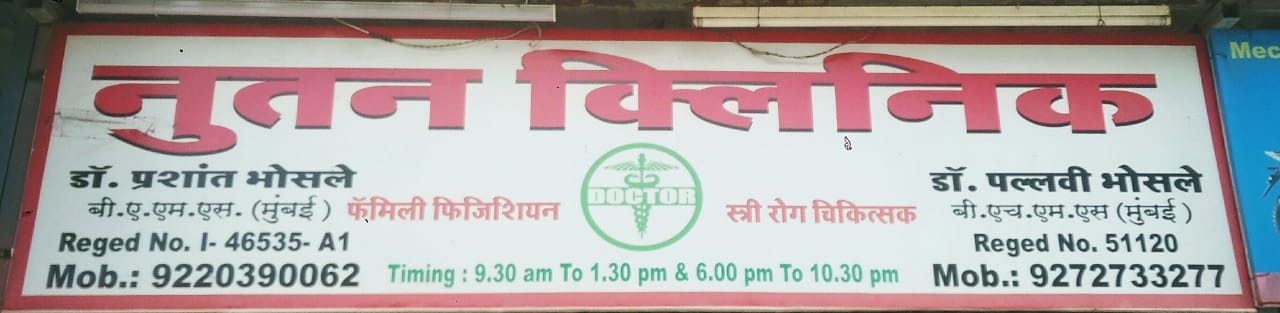 नुतन क्लिनिक
डॉ. प्रशांत भोसले
बी.ए.एम.एस. (मुंबई)
फॅमिली फिजिशियन
Reged No. I- 46535- A1
Mob.: 9220390062
DOCTOR
Timing : 9.30 am To 1.30 pm & 6.00 pm To 10.30 pm
डॉ. पल्लवी भोसले
स्त्री रोग चिकित्सक
बी.एच.एम.एस (मुंबई)
Reged No. 51120
Mob.: 9272733277